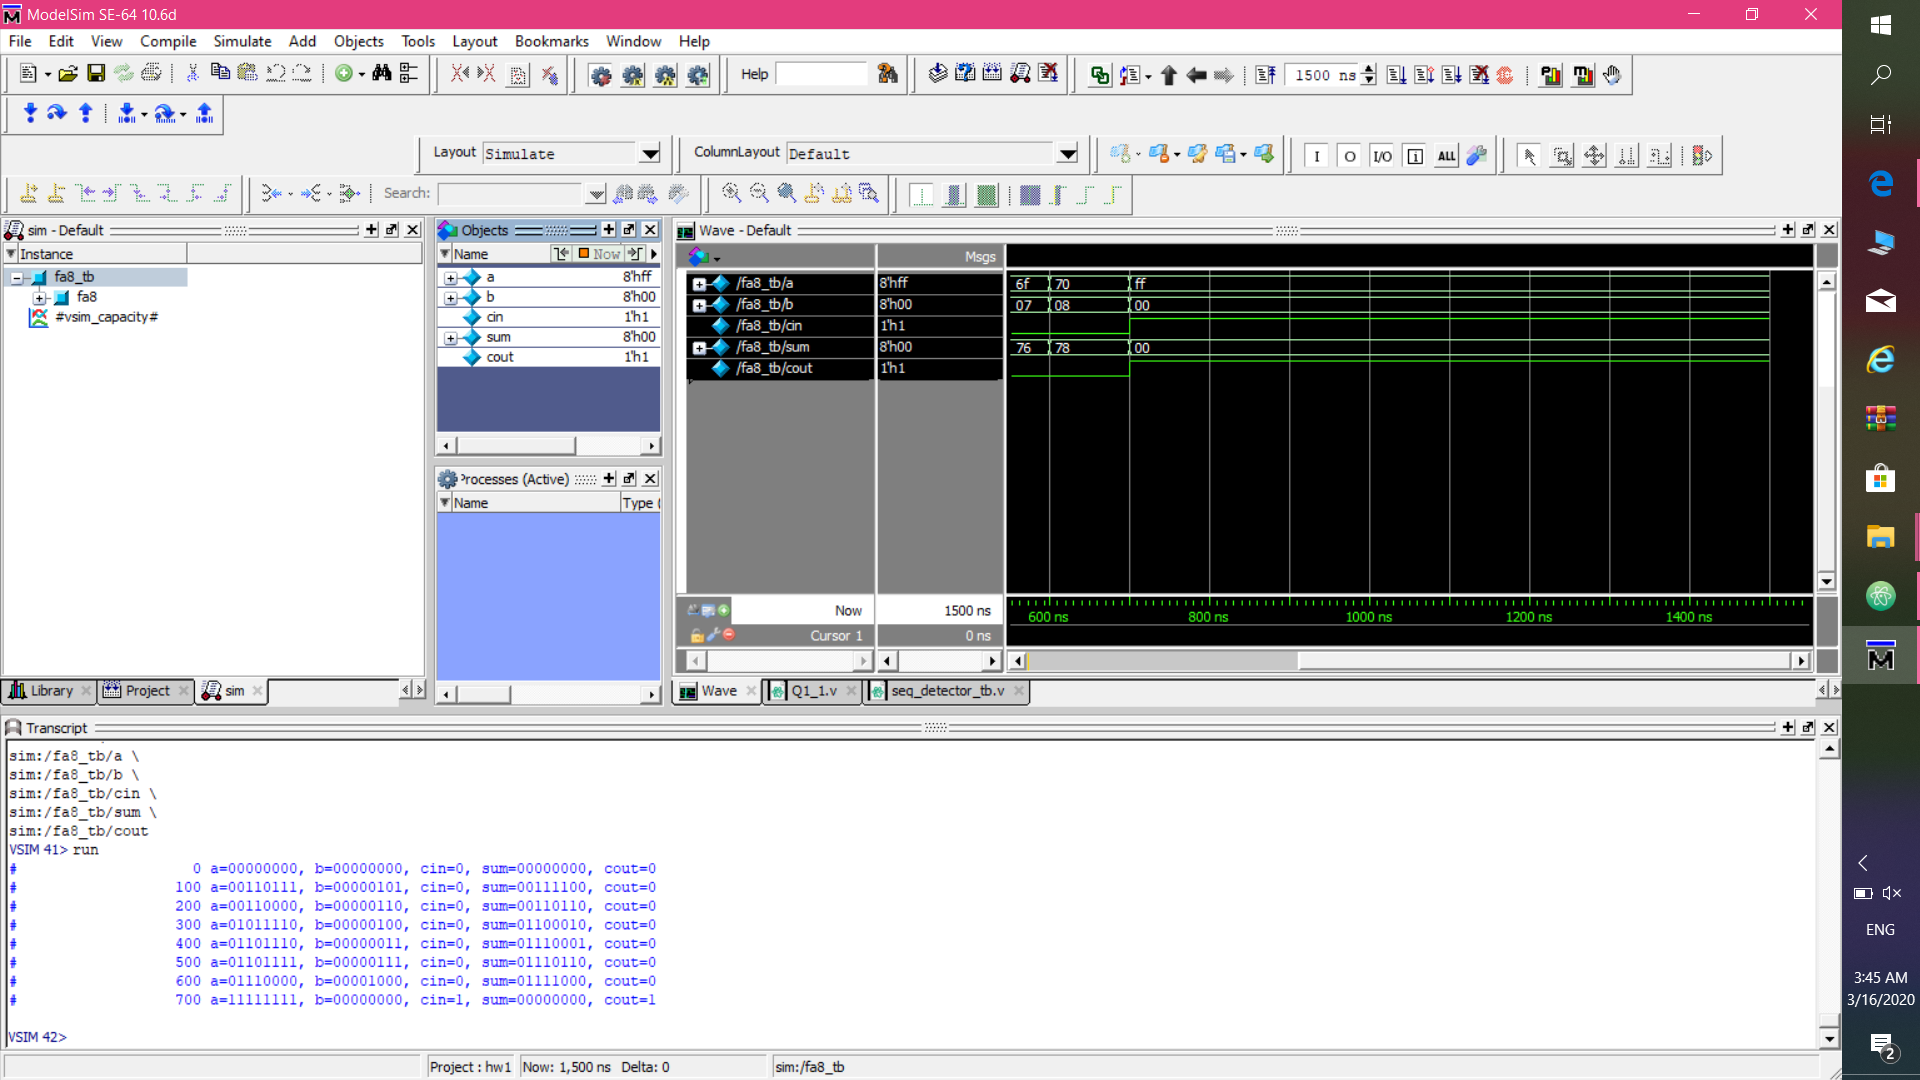 ModelSim SE-64 10.6d
File Edit View Compile Simulate Add Objects Tools Layout Bookmarks Window Help
Help
1500 ns
Layout Simulate
ColumnLayout Default
I O I/O i ALL
Search:
sim - Default
Instance
fa8_tb
fa8
#vsim_capacity#
Objects
Name Now
a 8'hff
b 8'h00
cin 1'h1
sum 8'h00
cout 1'h1
Processes (Active)
Name Type (
Wave - Default
Msgs
/fa8_tb/a 8'hff 6f 70 ff
/fa8_tb/b 8'h00 07 08 00
/fa8_tb/cin 1'h1
/fa8_tb/sum 8'h00 76 78 00
/fa8_tb/cout 1'h1
Now 1500 ns
Cursor 1 0 ns
600 ns 800 ns 1000 ns 1200 ns 1400 ns
Library Project sim
Wave Q1_1.v seq_detector_tb.v
Transcript
sim:/fa8_tb/a \
sim:/fa8_tb/b \
sim:/fa8_tb/cin \
sim:/fa8_tb/sum \
sim:/fa8_tb/cout
VSIM 41> run
# 0 a=00000000, b=00000000, cin=0, sum=00000000, cout=0
# 100 a=00110111, b=00000101, cin=0, sum=00111100, cout=0
# 200 a=00110000, b=00000110, cin=0, sum=00110110, cout=0
# 300 a=01011110, b=00000100, cin=0, sum=01100010, cout=0
# 400 a=01101110, b=00000011, cin=0, sum=01110001, cout=0
# 500 a=01101111, b=00000111, cin=0, sum=01110110, cout=0
# 600 a=01110000, b=00001000, cin=0, sum=01111000, cout=0
# 700 a=11111111, b=00000000, cin=1, sum=00000000, cout=1
VSIM 42>
Project : hw1 Now: 1,500 ns Delta: 0 sim:/fa8_tb
ENG
3:45 AM
3/16/2020
2